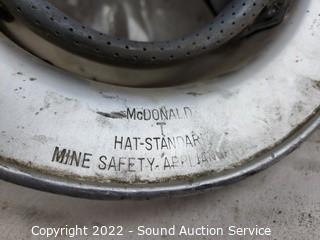 McDONALD
T
HAT-STANDAR
MINE SAFETY-APPLIAN
Copyright 2022 - Sound Auction Service